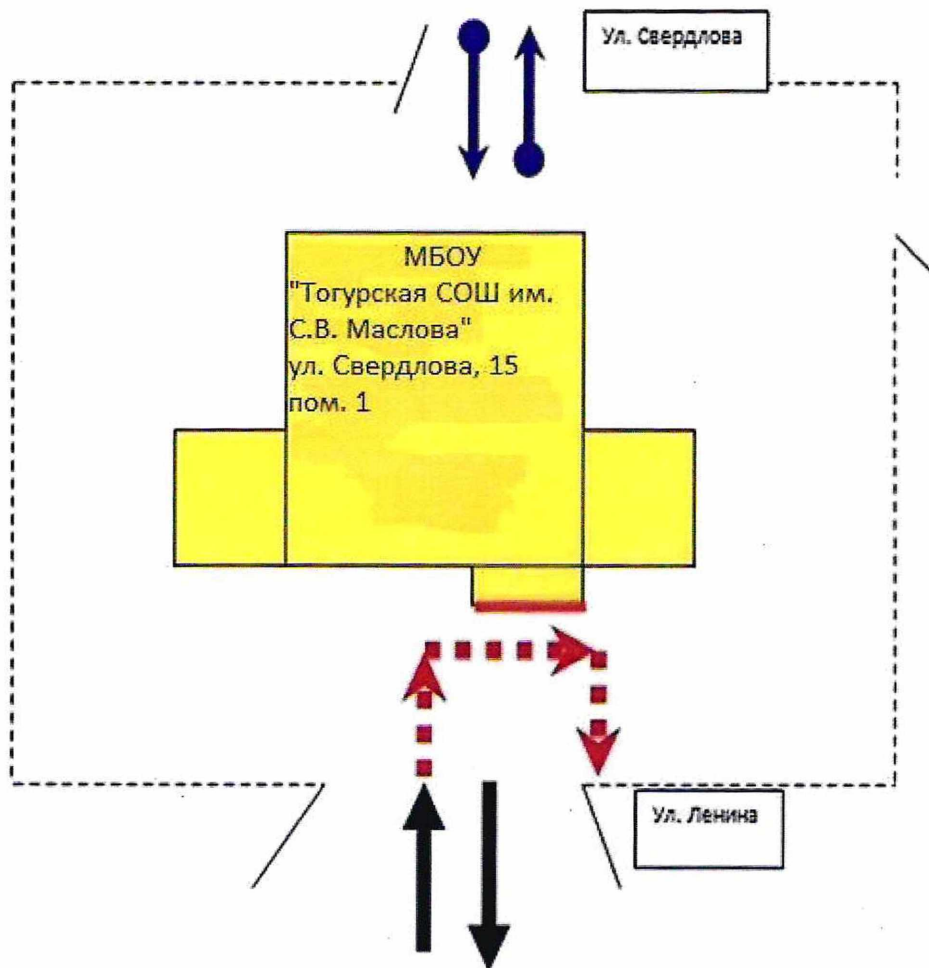 Ул. Свердлова
МБОУ
"Тогурская СОШ им.
С.В. Маслова"
ул. Свердлова, 15
пом. 1
Ул. Ленина